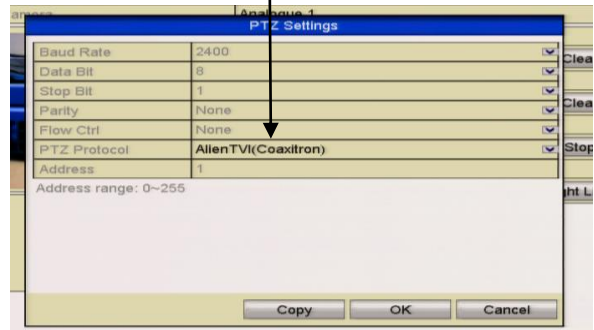 Analogue 1
PTZ Settings
Baud Rate 2400
Data Bit 8
Stop Bit 1
Parity None
Flow Ctrl None
PTZ Protocol AlienTVI(Coaxitron)
Address 1
Address range: 0~255
Clea
Clea
Stop
ght L
Copy OK Cancel